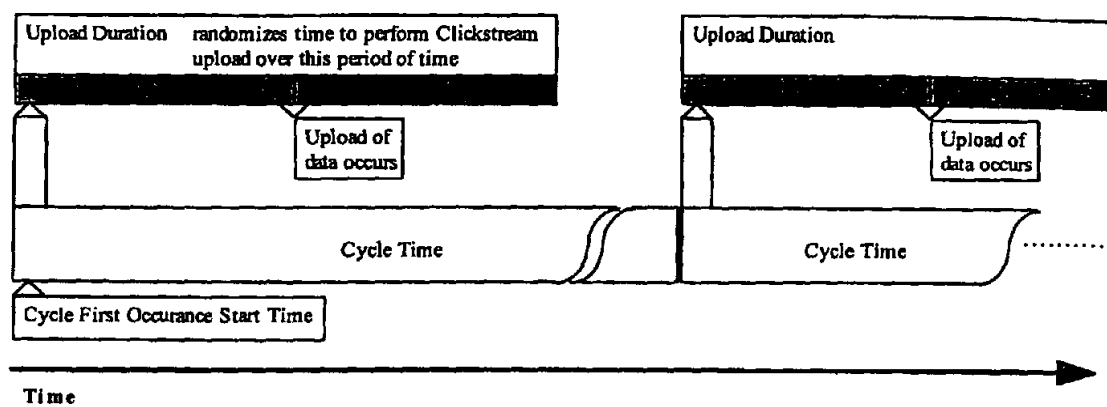 Upload Duration randomizes time to perform Clickstream
upload over this period of time
Upload Duration
Upload of
data occurs
Upload of
data occurs
Cycle Time
Cycle Time
Cycle First Occurance Start Time
Time